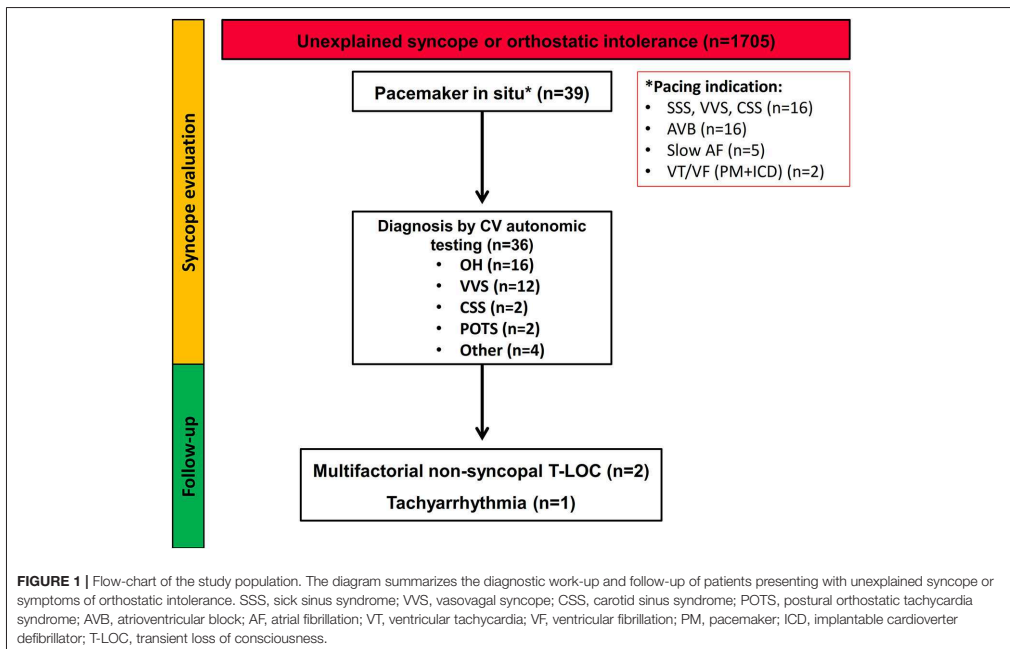 Unexplained syncope or orthostatic intolerance (n=1705)
Syncope evaluation
Pacemaker in situ* (n=39)
*Pacing indication:
• SSS, VVS, CSS (n=16)
• AVB (n=16)
• Slow AF (n=5)
• VT/VF (PM+ICD) (n=2)
Diagnosis by CV autonomic
testing (n=36)
• OH (n=16)
• VVS (n=12)
• CSS (n=2)
• POTS (n=2)
• Other (n=4)
Follow-up
Multifactorial non-syncopal T-LOC (n=2)
Tachyarrhythmia (n=1)
FIGURE 1 | Flow-chart of the study population. The diagram summarizes the diagnostic work-up and follow-up of patients presenting with unexplained syncope or
symptoms of orthostatic intolerance. SSS, sick sinus syndrome; VVS, vasovagal syncope; CSS, carotid sinus syndrome; POTS, postural orthostatic tachycardia
syndrome; AVB, atrioventricular block; AF, atrial fibrillation; VT, ventricular tachycardia; VF, ventricular fibrillation; PM, pacemaker; ICD, implantable cardioverter
defibrillator; T-LOC, transient loss of consciousness.